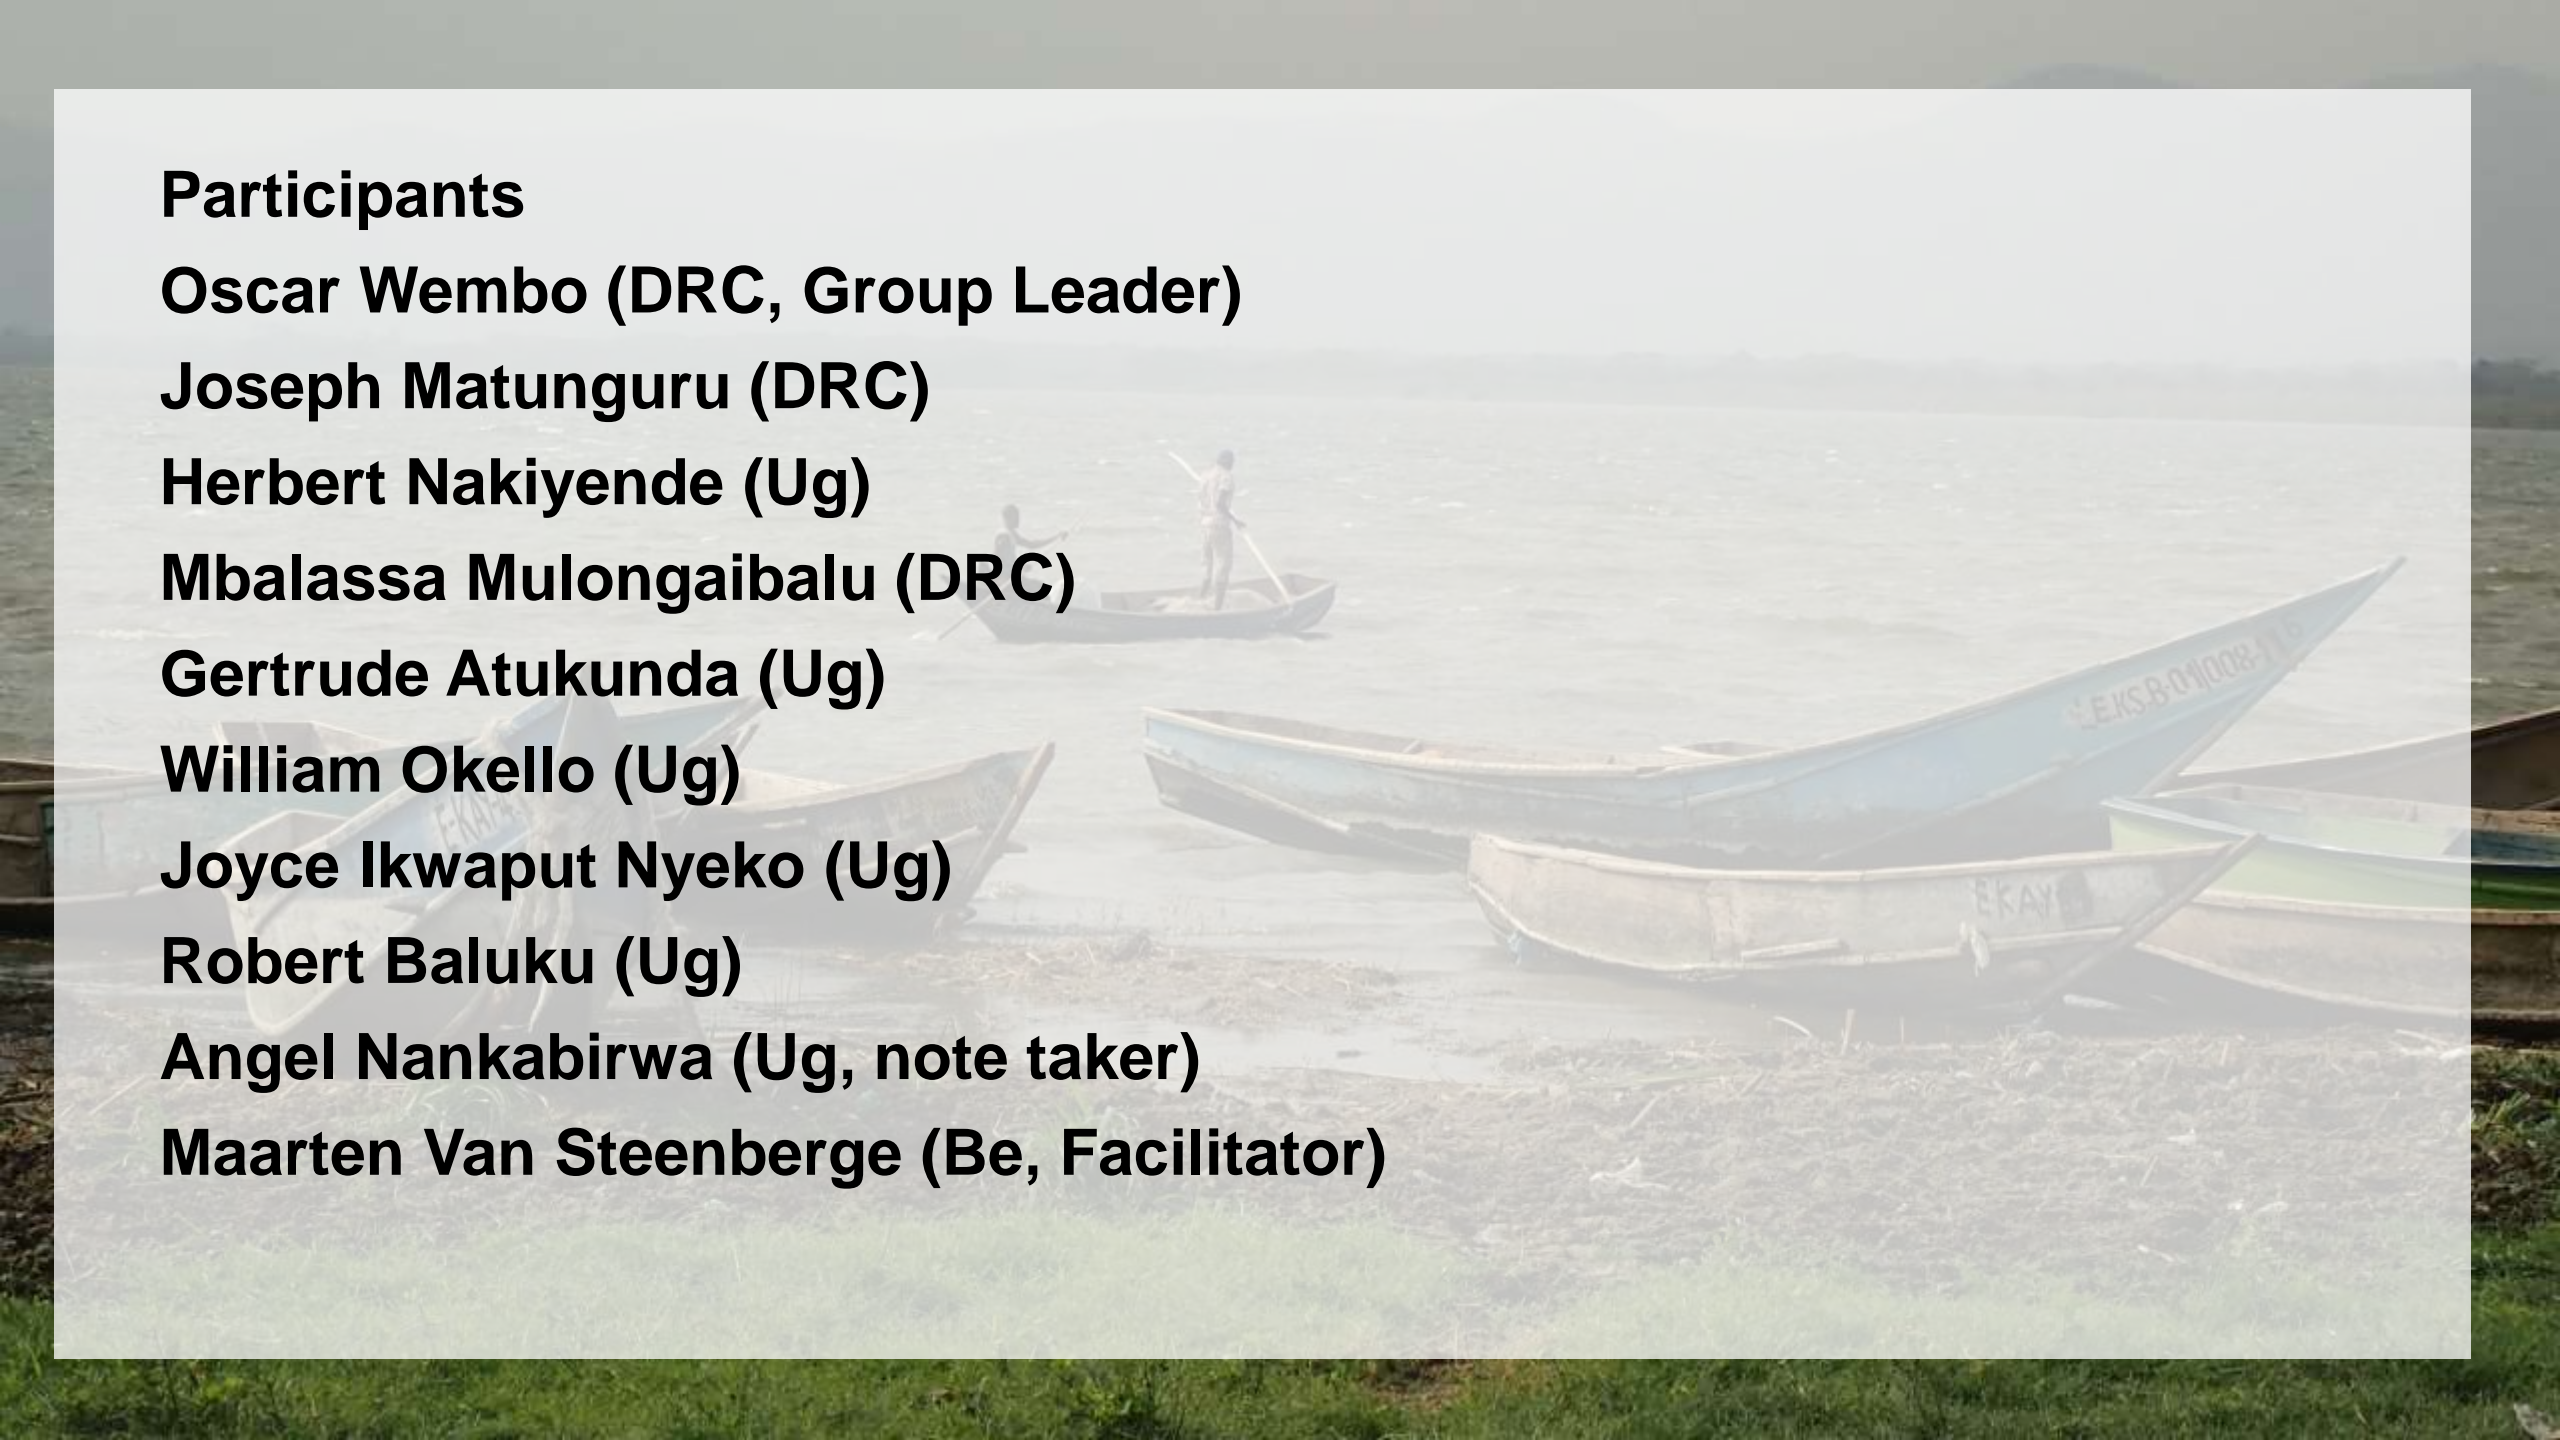 Participants
Oscar Wembo (DRC, Group Leader)
Joseph Matunguru (DRC)
Herbert Nakiyende (Ug)
Mbalassa Mulongaibalu (DRC)
Gertrude Atukunda (Ug)
William Okello (Ug)
Joyce Ikwaput Nyeko (Ug)
Robert Baluku (Ug)
Angel Nankabirwa (Ug, note taker)
Maarten Van Steenberge (Be, Facilitator)